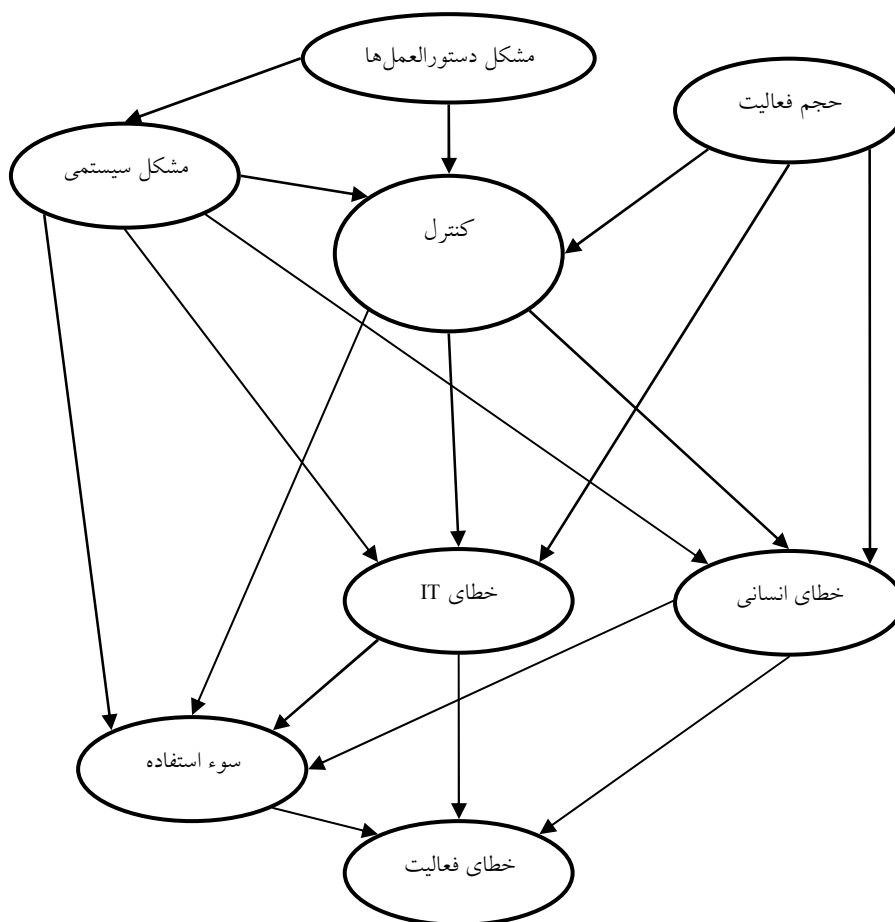 مشکل دستورالعمل‌ها
حجم فعالیت
مشکل سیستمی
کنترل
خطای IT
خطای انسانی
سوء استفاده
خطای فعالیت